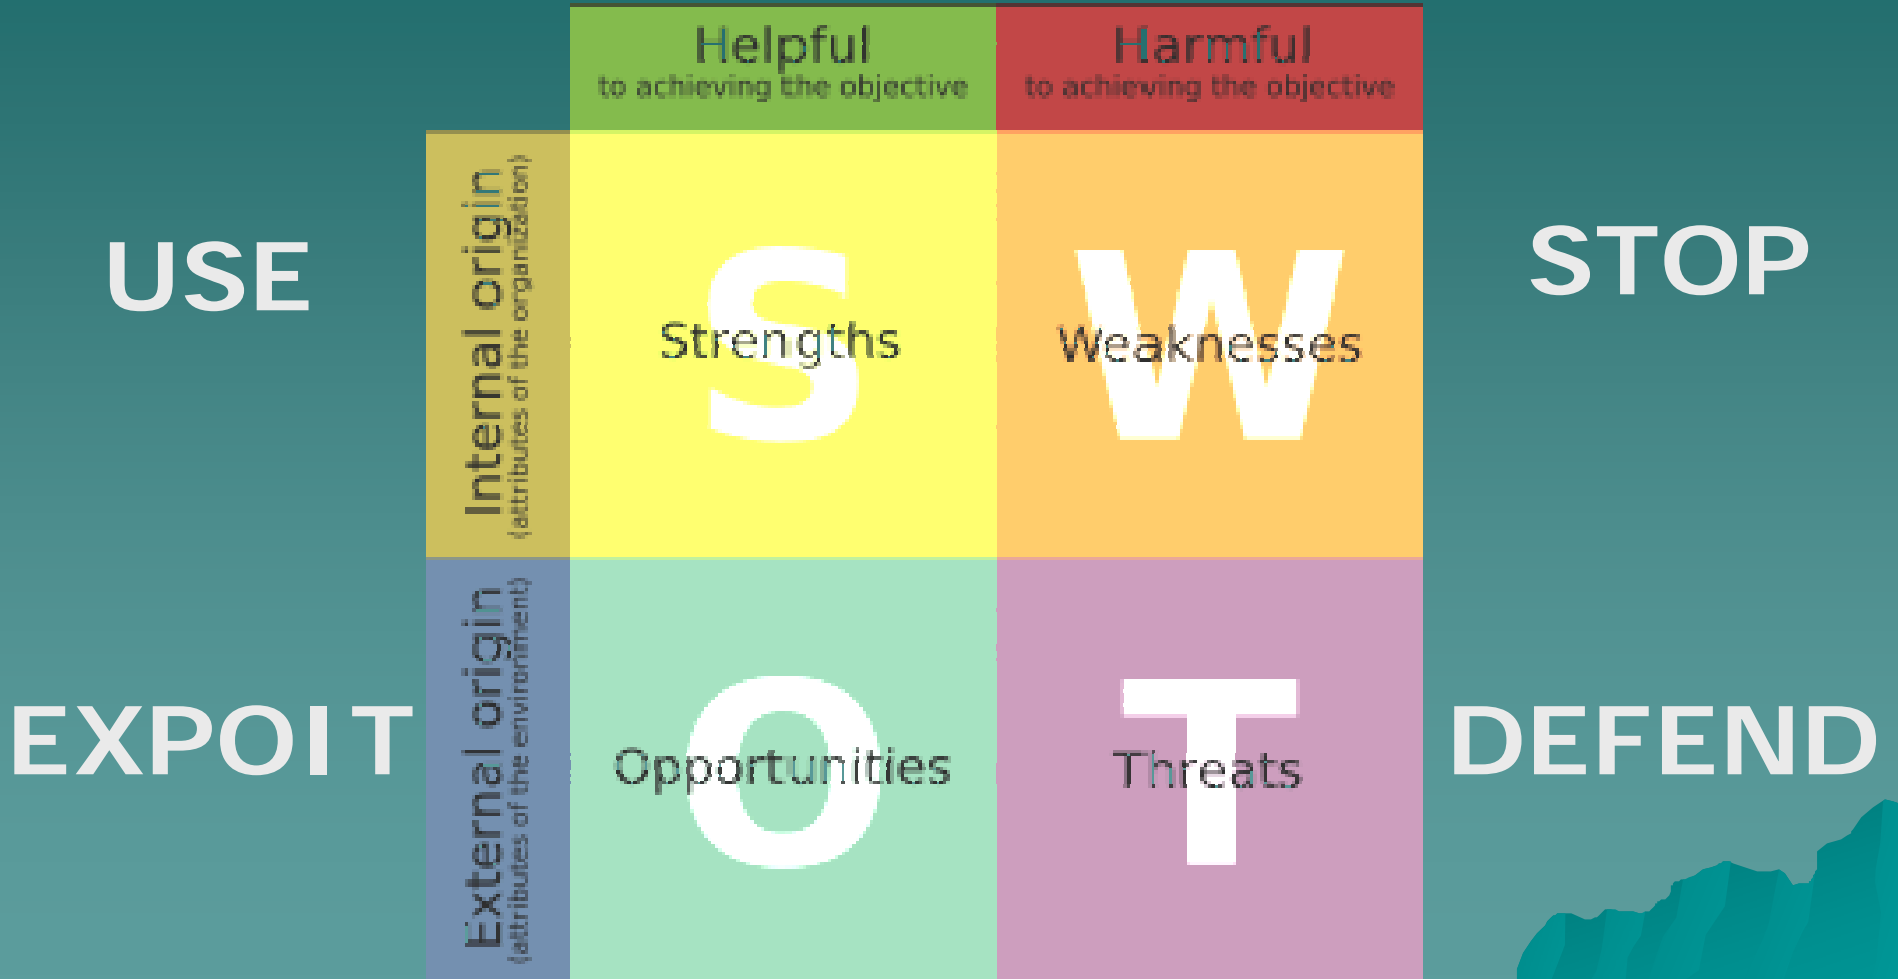 Helpful
to achieving the objective
Harmful
to achieving the objective
USE
Internal origin
(attributes of the organization)
S
Strengths
W
Weaknesses
STOP
EXPOIT
External origin
(attributes of the environment)
O
Opportunities
T
Threats
DEFEND